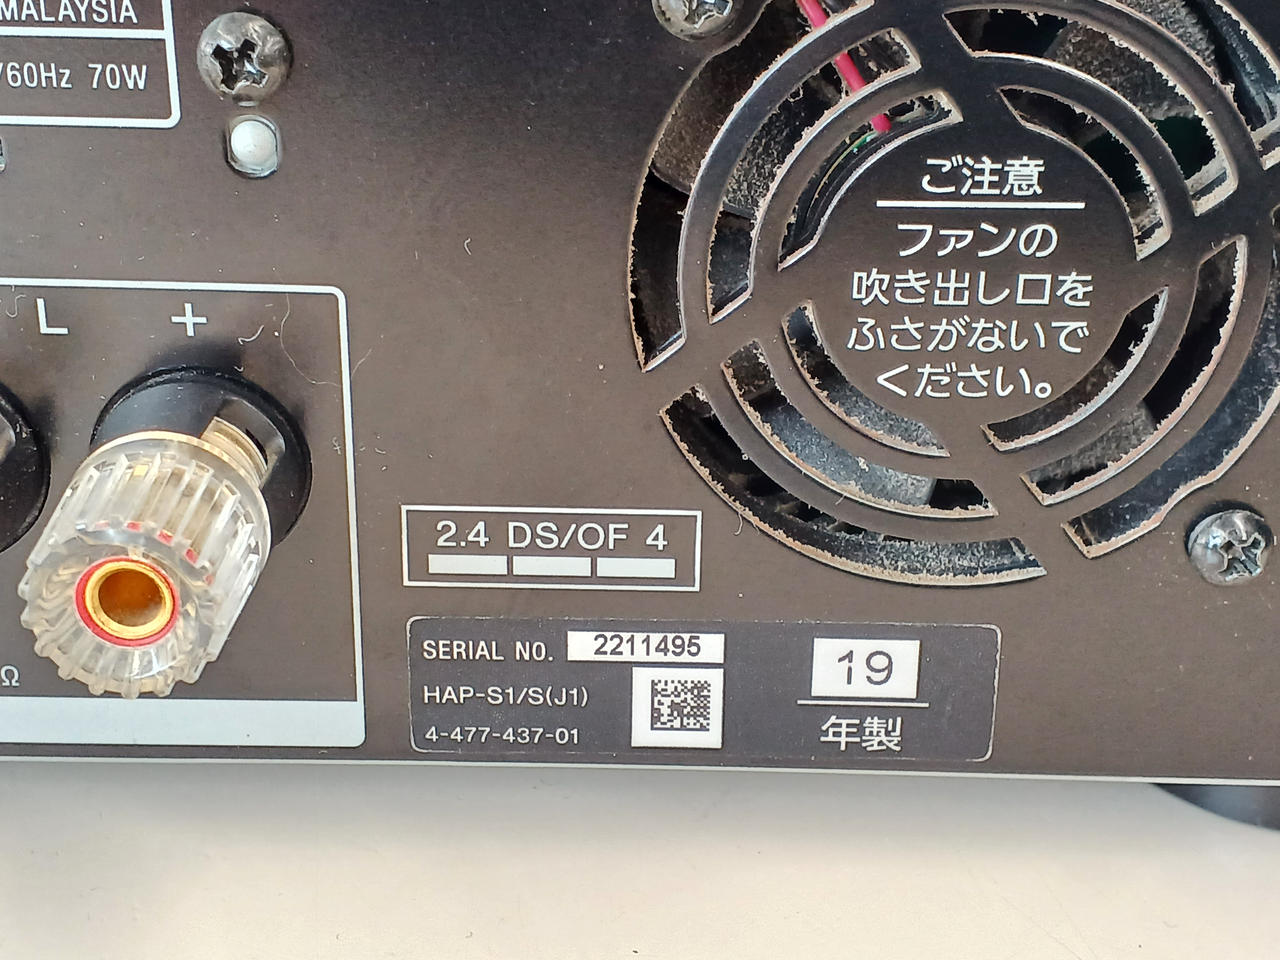 MALAYSIA
/60Hz 70W
L +
Ω
ご注意
ファンの
吹き出し口を
ふさがないで
ください。
2.4 DS/OF 4
SERIAL NO. 2211495
HAP-S1/S(J1)
4-477-437-01
19
年製